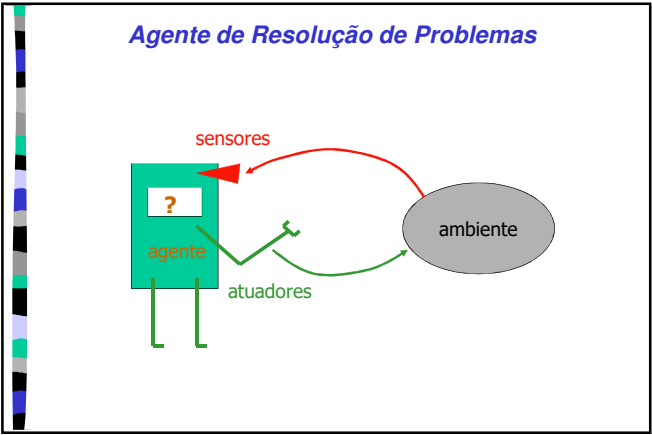 Agente de Resolução de Problemas
sensores
?
agente
ambiente
atuadores